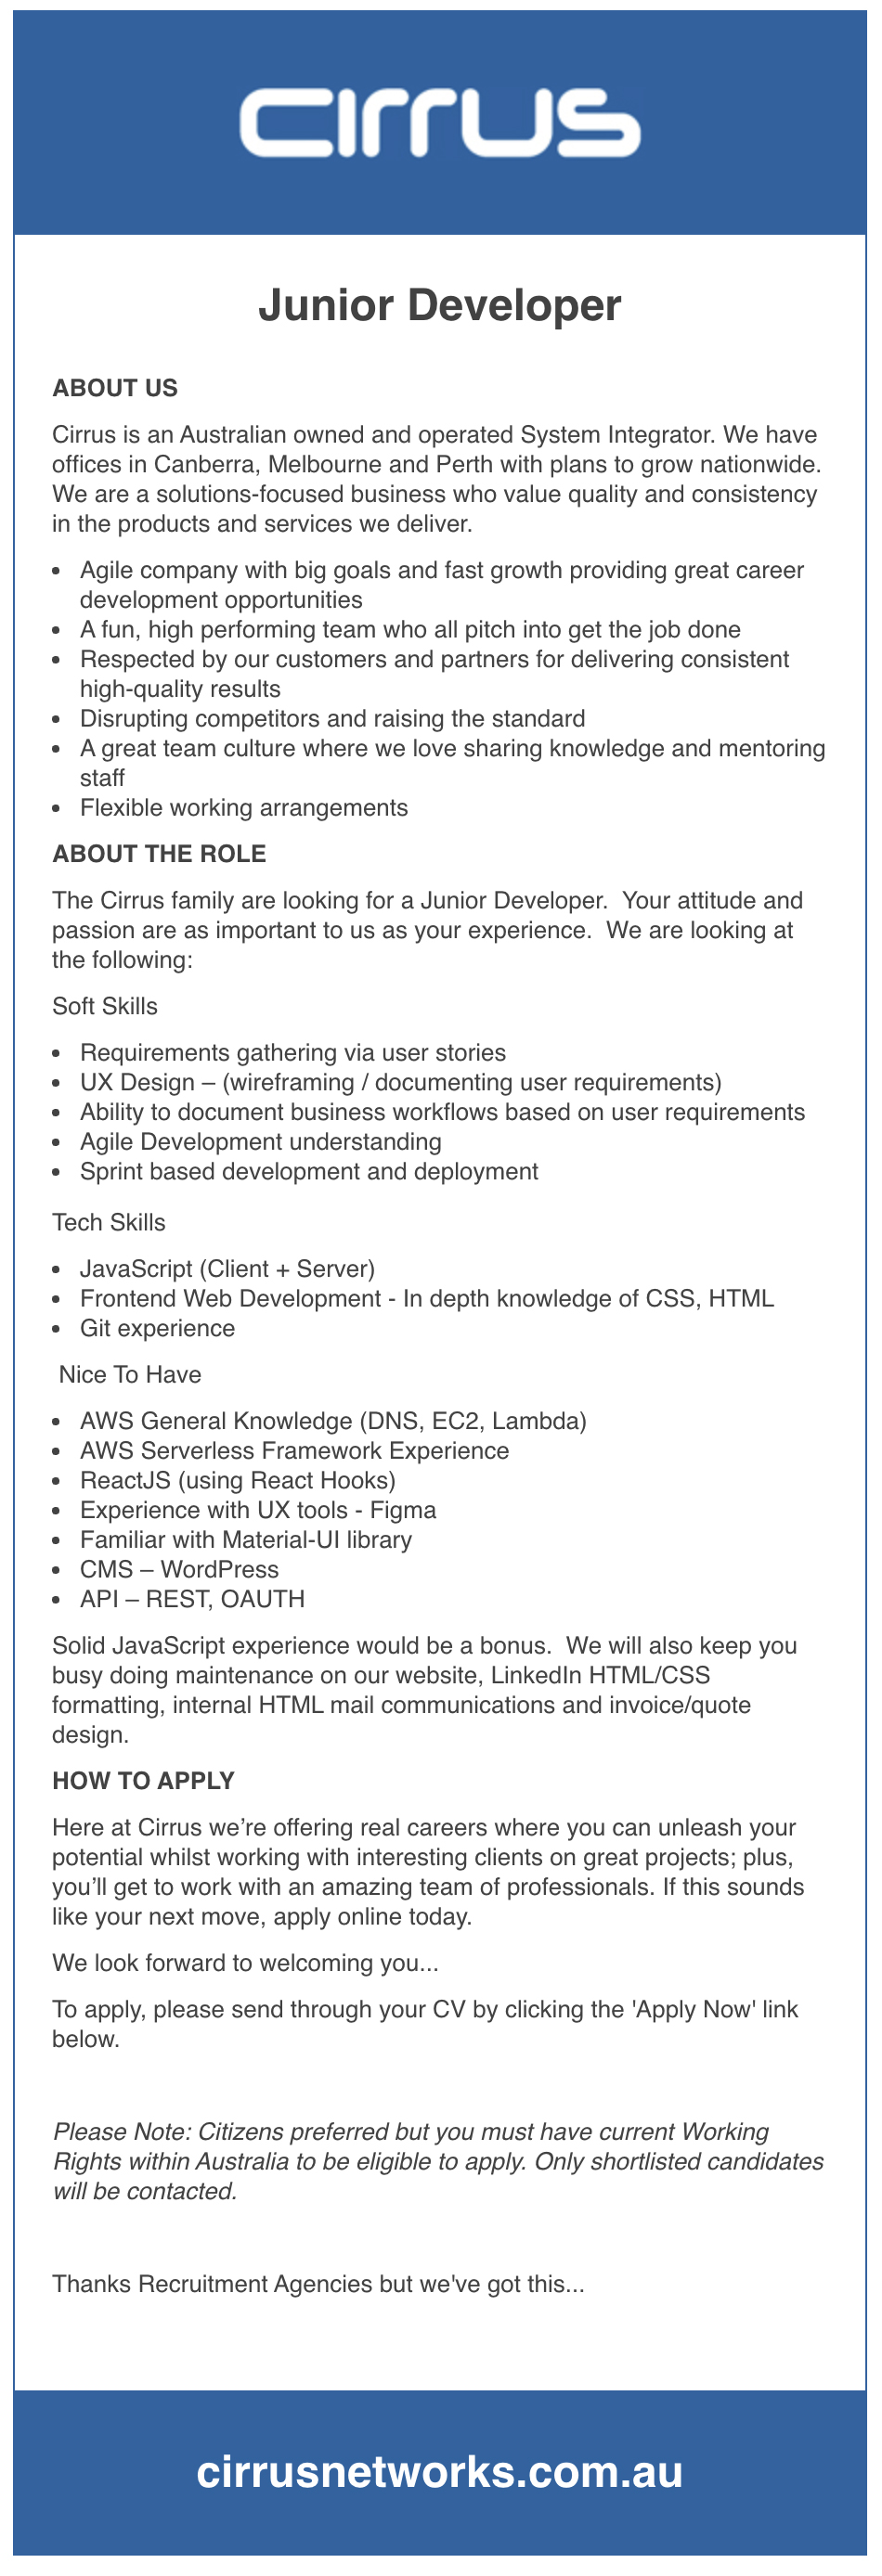 cirrus
Junior Developer
ABOUT US
Cirrus is an Australian owned and operated System Integrator. We have
offices in Canberra, Melbourne and Perth with plans to grow nationwide.
We are a solutions-focused business who value quality and consistency
in the products and services we deliver.
• Agile company with big goals and fast growth providing great career
development opportunities
• A fun, high performing team who all pitch into get the job done
• Respected by our customers and partners for delivering consistent
high-quality results
• Disrupting competitors and raising the standard
• A great team culture where we love sharing knowledge and mentoring
staff
• Flexible working arrangements
ABOUT THE ROLE
The Cirrus family are looking for a Junior Developer.  Your attitude and
passion are as important to us as your experience.  We are looking at
the following:
Soft Skills
• Requirements gathering via user stories
• UX Design – (wireframing / documenting user requirements)
• Ability to document business workflows based on user requirements
• Agile Development understanding
• Sprint based development and deployment
Tech Skills
• JavaScript (Client + Server)
• Frontend Web Development - In depth knowledge of CSS, HTML
• Git experience
Nice To Have
• AWS General Knowledge (DNS, EC2, Lambda)
• AWS Serverless Framework Experience
• ReactJS (using React Hooks)
• Experience with UX tools - Figma
• Familiar with Material-UI library
• CMS – WordPress
• API – REST, OAUTH
Solid JavaScript experience would be a bonus.  We will also keep you
busy doing maintenance on our website, LinkedIn HTML/CSS
formatting, internal HTML mail communications and invoice/quote
design.
HOW TO APPLY
Here at Cirrus we’re offering real careers where you can unleash your
potential whilst working with interesting clients on great projects; plus,
you’ll get to work with an amazing team of professionals. If this sounds
like your next move, apply online today.
We look forward to welcoming you...
To apply, please send through your CV by clicking the 'Apply Now' link
below.
Please Note: Citizens preferred but you must have current Working
Rights within Australia to be eligible to apply. Only shortlisted candidates
will be contacted.
Thanks Recruitment Agencies but we've got this...
cirrusnetworks.com.au